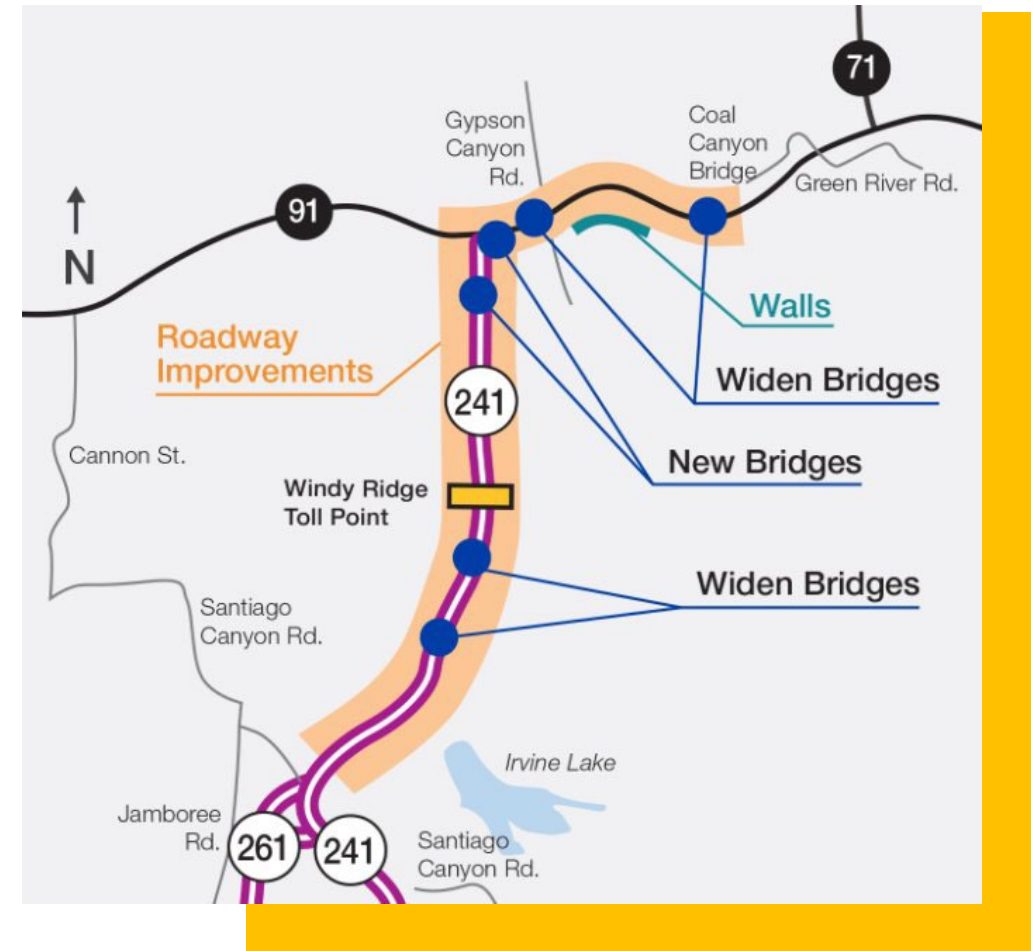 71
Gypson
Canyon
Rd.
Coal
Canyon
Bridge
Green River Rd.
91
N
Walls
Roadway
Improvements
Widen Bridges
241
Cannon St.
New Bridges
Windy Ridge
Toll Point
Widen Bridges
Santiago
Canyon Rd.
Irvine Lake
Jamboree
Rd.
261
241
Santiago
Canyon Rd.